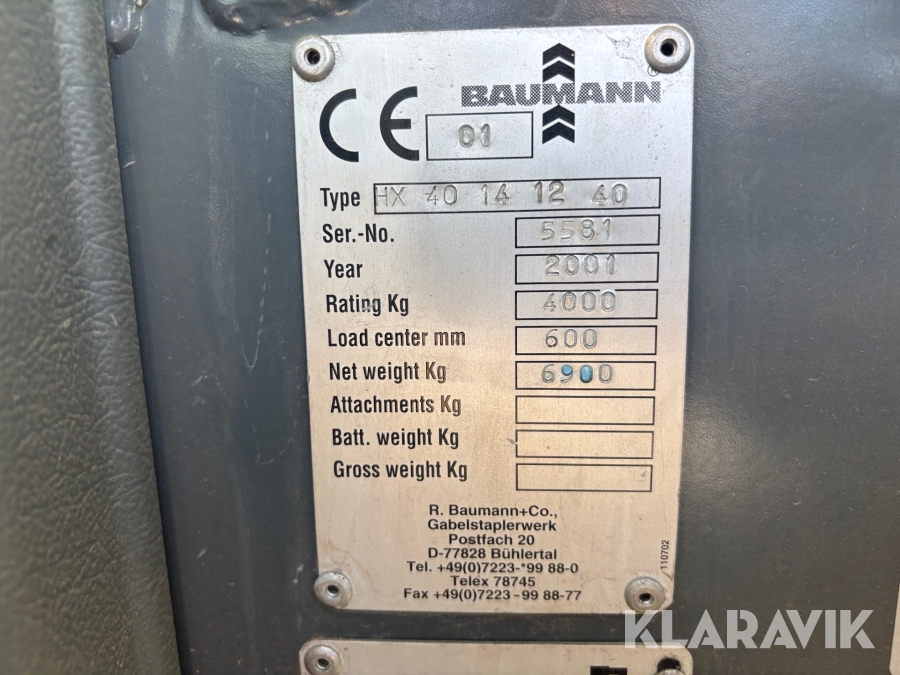 BAUMANN®
CE 01
Type HX 40 14 12 40
Ser.-No. 5581
Year 2001
Rating Kg 4000
Load center mm 600
Net weight Kg 6900
Attachments Kg
Batt. weight Kg
Gross weight Kg
R. Baumann+Co.,
Gabelstaplerwerk
Postfach 20
D-77828 Bühlertal
Tel. +49(0)7223-*99 88-0
Telex 78745
Fax +49(0)7223-99 88-77
110702
KLARAVIK